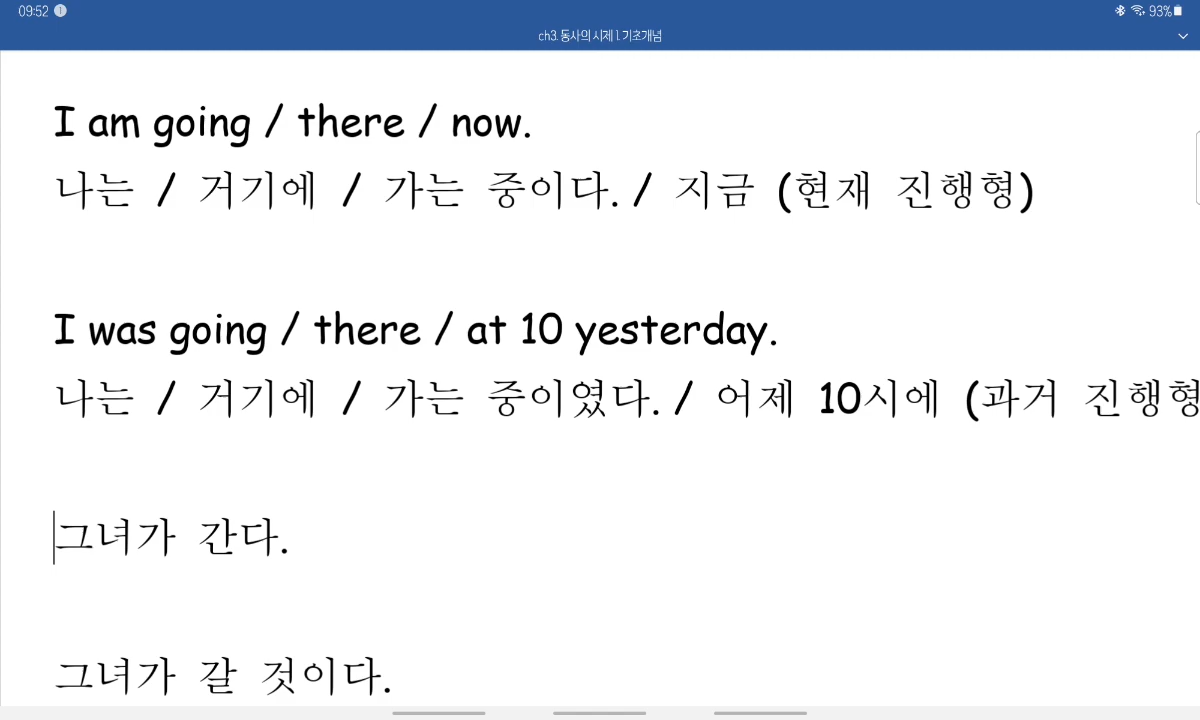 09:52
93%
ch3. 동사의 시제 1. 기초개념
I am going / there / now.
나는 / 거기에 / 가는 중이다. / 지금 (현재 진행형)
I was going / there / at 10 yesterday.
나는 / 거기에 / 가는 중이였다. / 어제 10시에 (과거 진행형
그녀가 간다.
그녀가 갈 것이다.